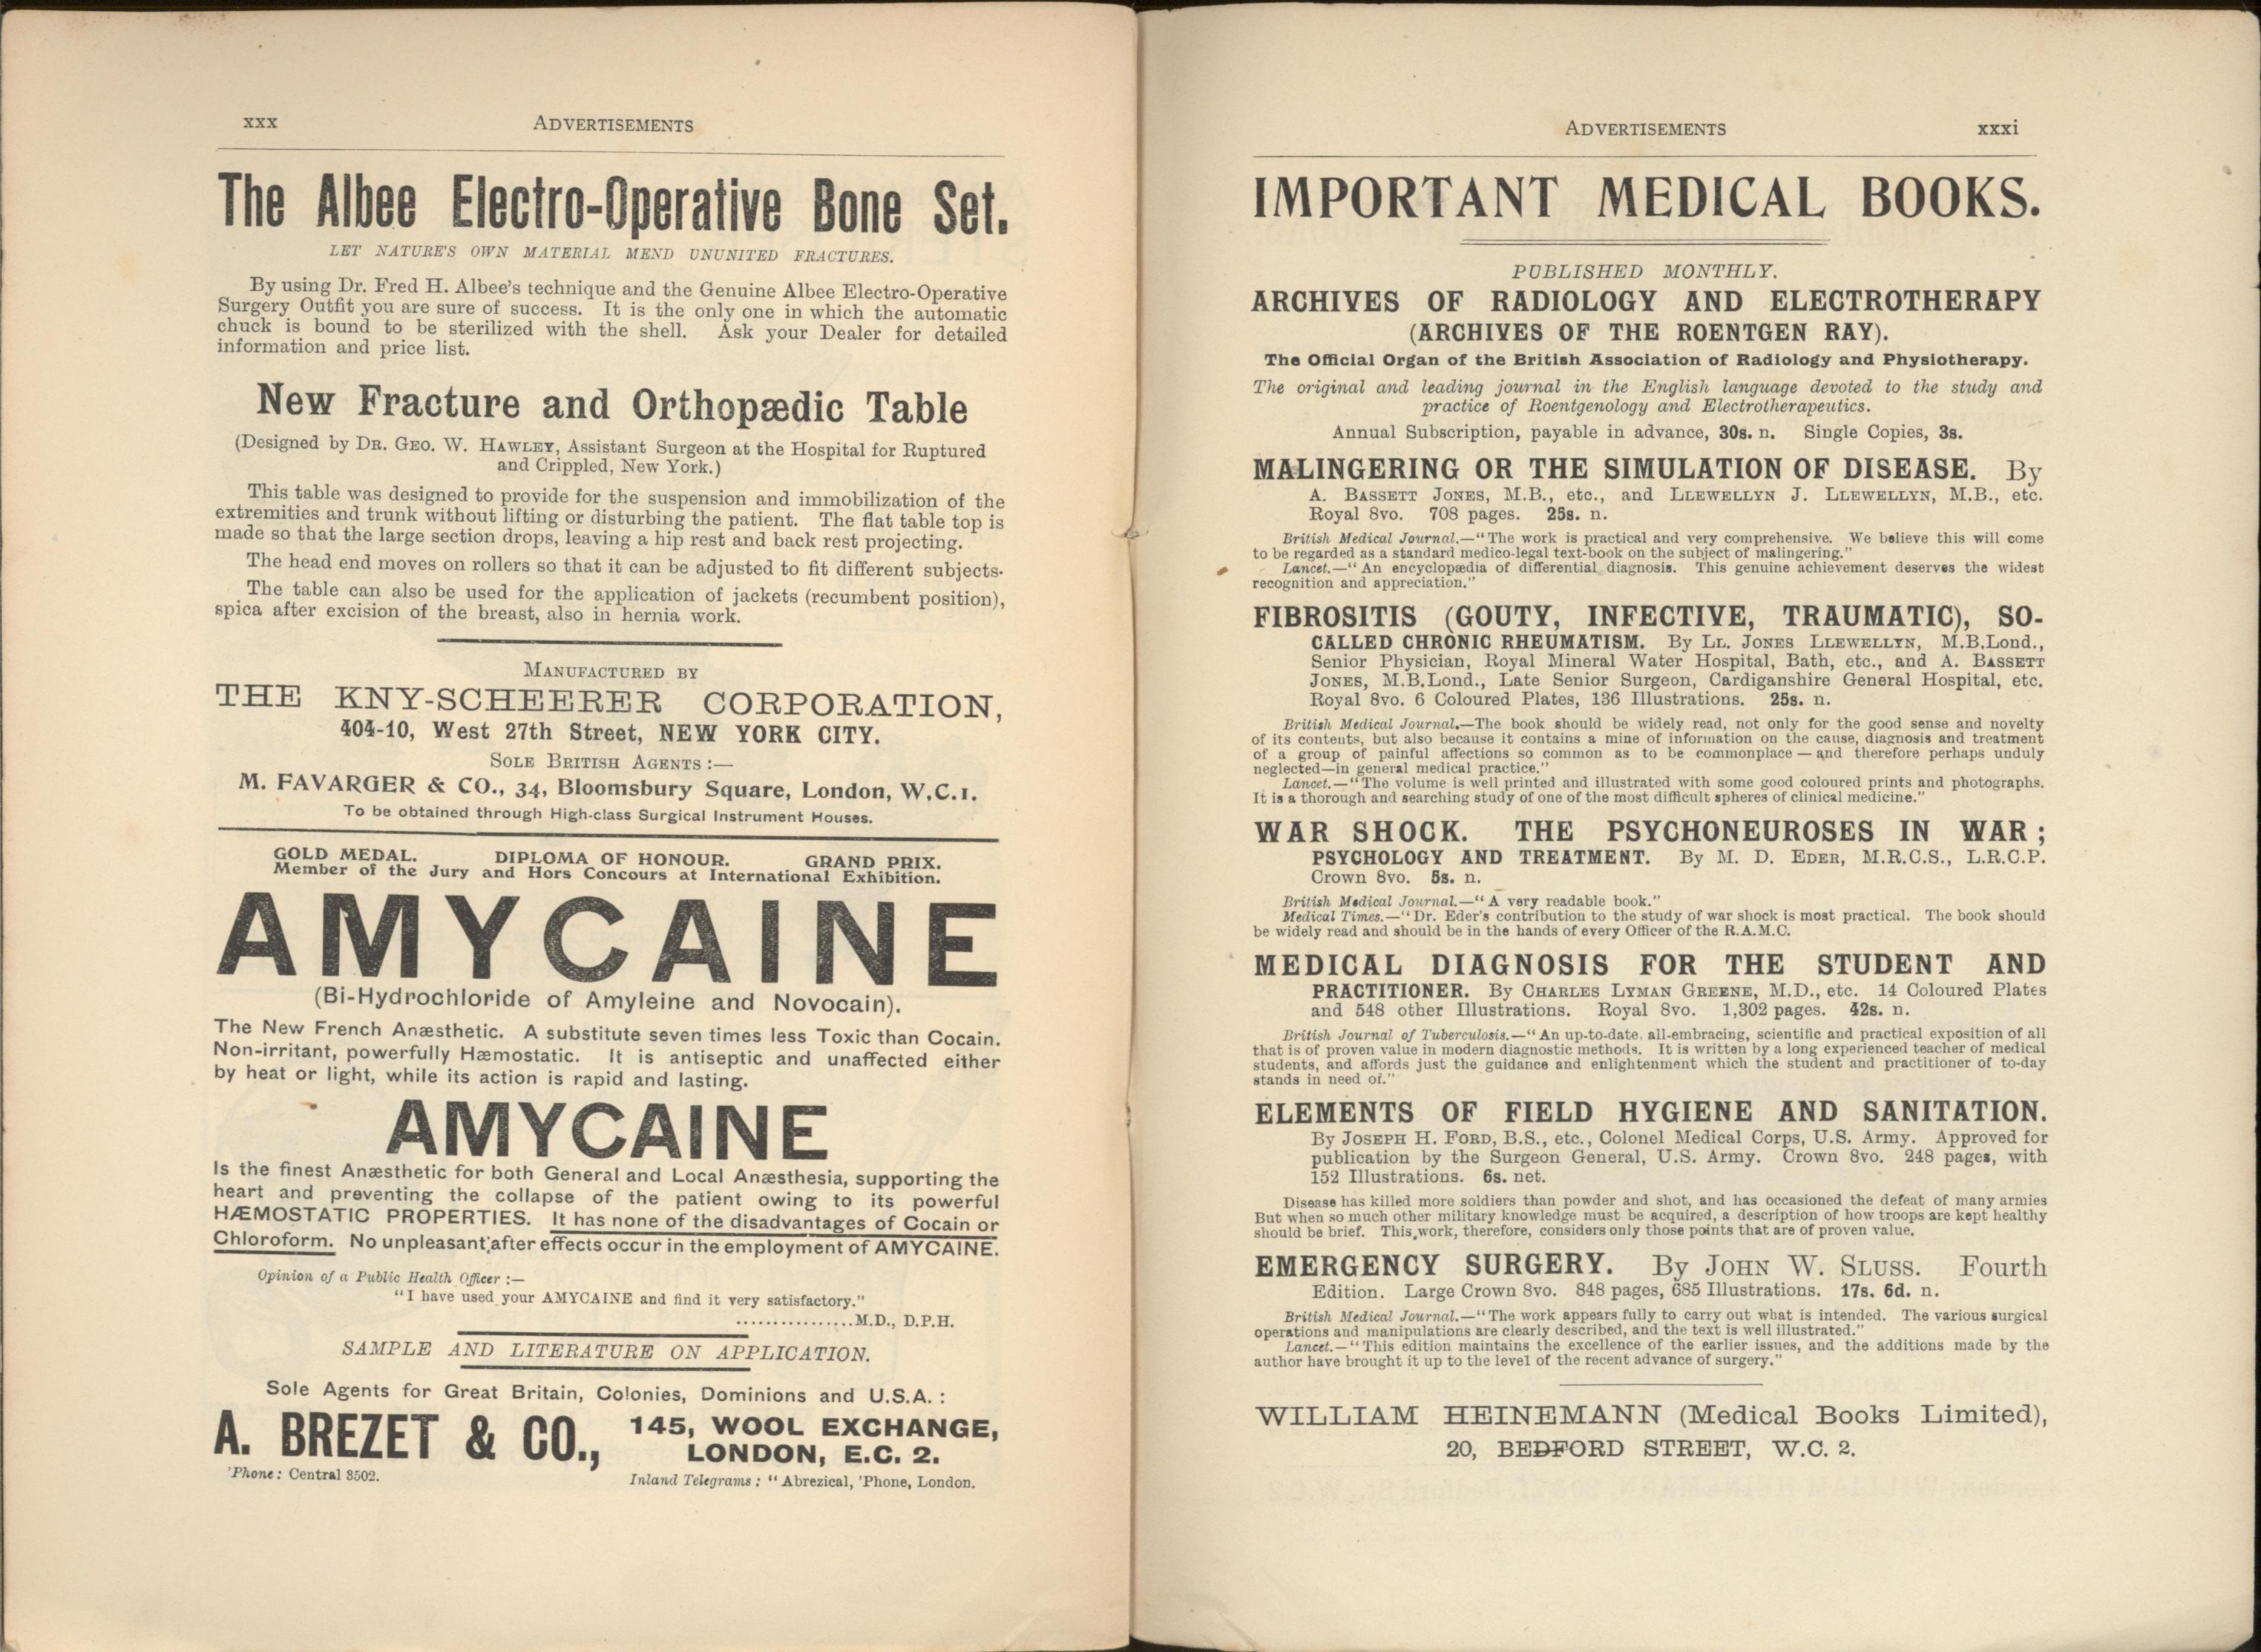 xxx
ADVERTISEMENTS
The Albee Electro-Operative Bone Set.
LET NATURE'S OWN MATERIAL MEND UNUNITED FRACTURES.
By using Dr. Fred H. Albee's technique and the Genuine Albee Electro-Operative
Surgery Outfit you are sure of success. It is the only one in which the automatic
chuck is bound to be sterilized with the shell. Ask your Dealer for detailed
information and price list.
New Fracture and Orthopædic Table
(Designed by DR. GEO. W. HAWLEY, Assistant Surgeon at the Hospital for Ruptured
and Crippled, New York.)
This table was designed to provide for the suspension and immobilization of the
extremities and trunk without lifting or disturbing the patient. The flat table top is
made so that the large section drops, leaving a hip rest and back rest projecting.
The head end moves on rollers so that it can be adjusted to fit different subjects.
The table can also be used for the application of jackets (recumbent position),
spica after excision of the breast, also in hernia work.
MANUFACTURED BY
THE KNY-SCHEERER CORPORATION,
404-10, West 27th Street, NEW YORK CITY.
SOLE BRITISH AGENTS :—
M. FAVARGER & CO., 34, Bloomsbury Square, London, W.C.1.
To be obtained through High-class Surgical Instrument Houses.
GOLD MEDAL. DIPLOMA OF HONOUR. GRAND PRIX.
Member of the Jury and Hors Concours at International Exhibition.
AMYCAINE
(Bi-Hydrochloride of Amyleine and Novocain).
The New French Anæsthetic. A substitute seven times less Toxic than Cocain.
Non-irritant, powerfully Hæmostatic. It is antiseptic and unaffected either
by heat or light, while its action is rapid and lasting.
AMYCAINE
Is the finest Anæsthetic for both General and Local Anæsthesia, supporting the
heart and preventing the collapse of the patient owing to its powerful
HÆMOSTATIC PROPERTIES. It has none of the disadvantages of Cocain or
Chloroform. No unpleasant after effects occur in the employment of AMYCAINE.
Opinion of a Public Health Officer :—
"I have used your AMYCAINE and find it very satisfactory."
................M.D., D.P.H.
SAMPLE AND LITERATURE ON APPLICATION.
Sole Agents for Great Britain, Colonies, Dominions and U.S.A. :
A. BREZET & CO., 145, WOOL EXCHANGE,
LONDON, E.C. 2.
'Phone : Central 3502. Inland Telegrams : " Abrezical, 'Phone, London.
ADVERTISEMENTS
xxxi
IMPORTANT MEDICAL BOOKS.
PUBLISHED MONTHLY.
ARCHIVES OF RADIOLOGY AND ELECTROTHERAPY
(ARCHIVES OF THE ROENTGEN RAY).
The Official Organ of the British Association of Radiology and Physiotherapy.
The original and leading journal in the English language devoted to the study and
practice of Roentgenology and Electrotherapeutics.
Annual Subscription, payable in advance, 30s. n. Single Copies, 3s.
MALINGERING OR THE SIMULATION OF DISEASE. By
A. BASSETT JONES, M.B., etc., and LLEWELLYN J. LLEWELLYN, M.B., etc.
Royal 8vo. 708 pages. 25s. n.
British Medical Journal.—"The work is practical and very comprehensive. We believe this will come
to be regarded as a standard medico-legal text-book on the subject of malingering."
Lancet.—"An encyclopædia of differential diagnosis. This genuine achievement deserves the widest
recognition and appreciation."
FIBROSITIS (GOUTY, INFECTIVE, TRAUMATIC), SO-
CALLED CHRONIC RHEUMATISM. By LL. JONES LLEWELLYN, M.B.Lond.,
Senior Physician, Royal Mineral Water Hospital, Bath, etc., and A. BASSETT
JONES, M.B.Lond., Late Senior Surgeon, Cardiganshire General Hospital, etc.
Royal 8vo. 6 Coloured Plates, 136 Illustrations. 25s. n.
British Medical Journal.—The book should be widely read, not only for the good sense and novelty
of its contents, but also because it contains a mine of information on the cause, diagnosis and treatment
of a group of painful affections so common as to be commonplace — and therefore perhaps unduly
neglected—in general medical practice."
Lancet.—"The volume is well printed and illustrated with some good coloured prints and photographs.
It is a thorough and searching study of one of the most difficult spheres of clinical medicine."
WAR SHOCK. THE PSYCHONEUROSES IN WAR ;
PSYCHOLOGY AND TREATMENT. By M. D. EDER, M.R.C.S., L.R.C.P.
Crown 8vo. 5s. n.
British Medical Journal.—"A very readable book."
Medical Times.—"Dr. Eder's contribution to the study of war shock is most practical. The book should
be widely read and should be in the hands of every Officer of the R.A.M.C.
MEDICAL DIAGNOSIS FOR THE STUDENT AND
PRACTITIONER. By CHARLES LYMAN GREENE, M.D., etc. 14 Coloured Plates
and 548 other Illustrations. Royal 8vo. 1,302 pages. 42s. n.
British Journal of Tuberculosis.—"An up-to-date, all-embracing, scientific and practical exposition of all
that is of proven value in modern diagnostic methods. It is written by a long experienced teacher of medical
students, and affords just the guidance and enlightenment which the student and practitioner of to-day
stands in need of."
ELEMENTS OF FIELD HYGIENE AND SANITATION.
By JOSEPH H. FORD, B.S., etc., Colonel Medical Corps, U.S. Army. Approved for
publication by the Surgeon General, U.S. Army. Crown 8vo. 248 pages, with
152 Illustrations. 6s. net.
Disease has killed more soldiers than powder and shot, and has occasioned the defeat of many armies
But when so much other military knowledge must be acquired, a description of how troops are kept healthy
should be brief. This work, therefore, considers only those points that are of proven value.
EMERGENCY SURGERY. By JOHN W. SLUSS. Fourth
Edition. Large Crown 8vo. 848 pages, 685 Illustrations. 17s. 6d. n.
British Medical Journal.—"The work appears fully to carry out what is intended. The various surgical
operations and manipulations are clearly described, and the text is well illustrated."
Lancet.—"This edition maintains the excellence of the earlier issues, and the additions made by the
author have brought it up to the level of the recent advance of surgery."
WILLIAM HEINEMANN (Medical Books Limited),
20, BEDFORD STREET, W.C. 2.